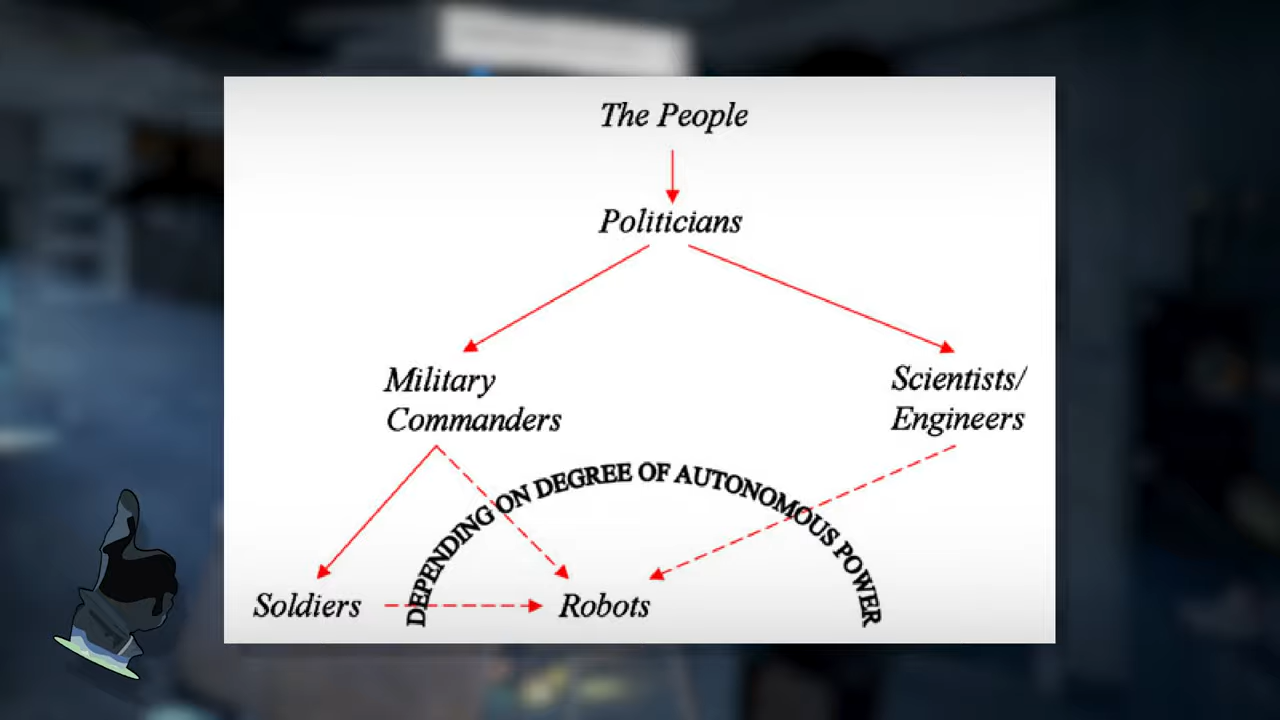 The People
Politicians
Military
Commanders
Scientists/
Engineers
DEPENDING ON DEGREE OF AUTONOMOUS POWER
Soldiers
Robots